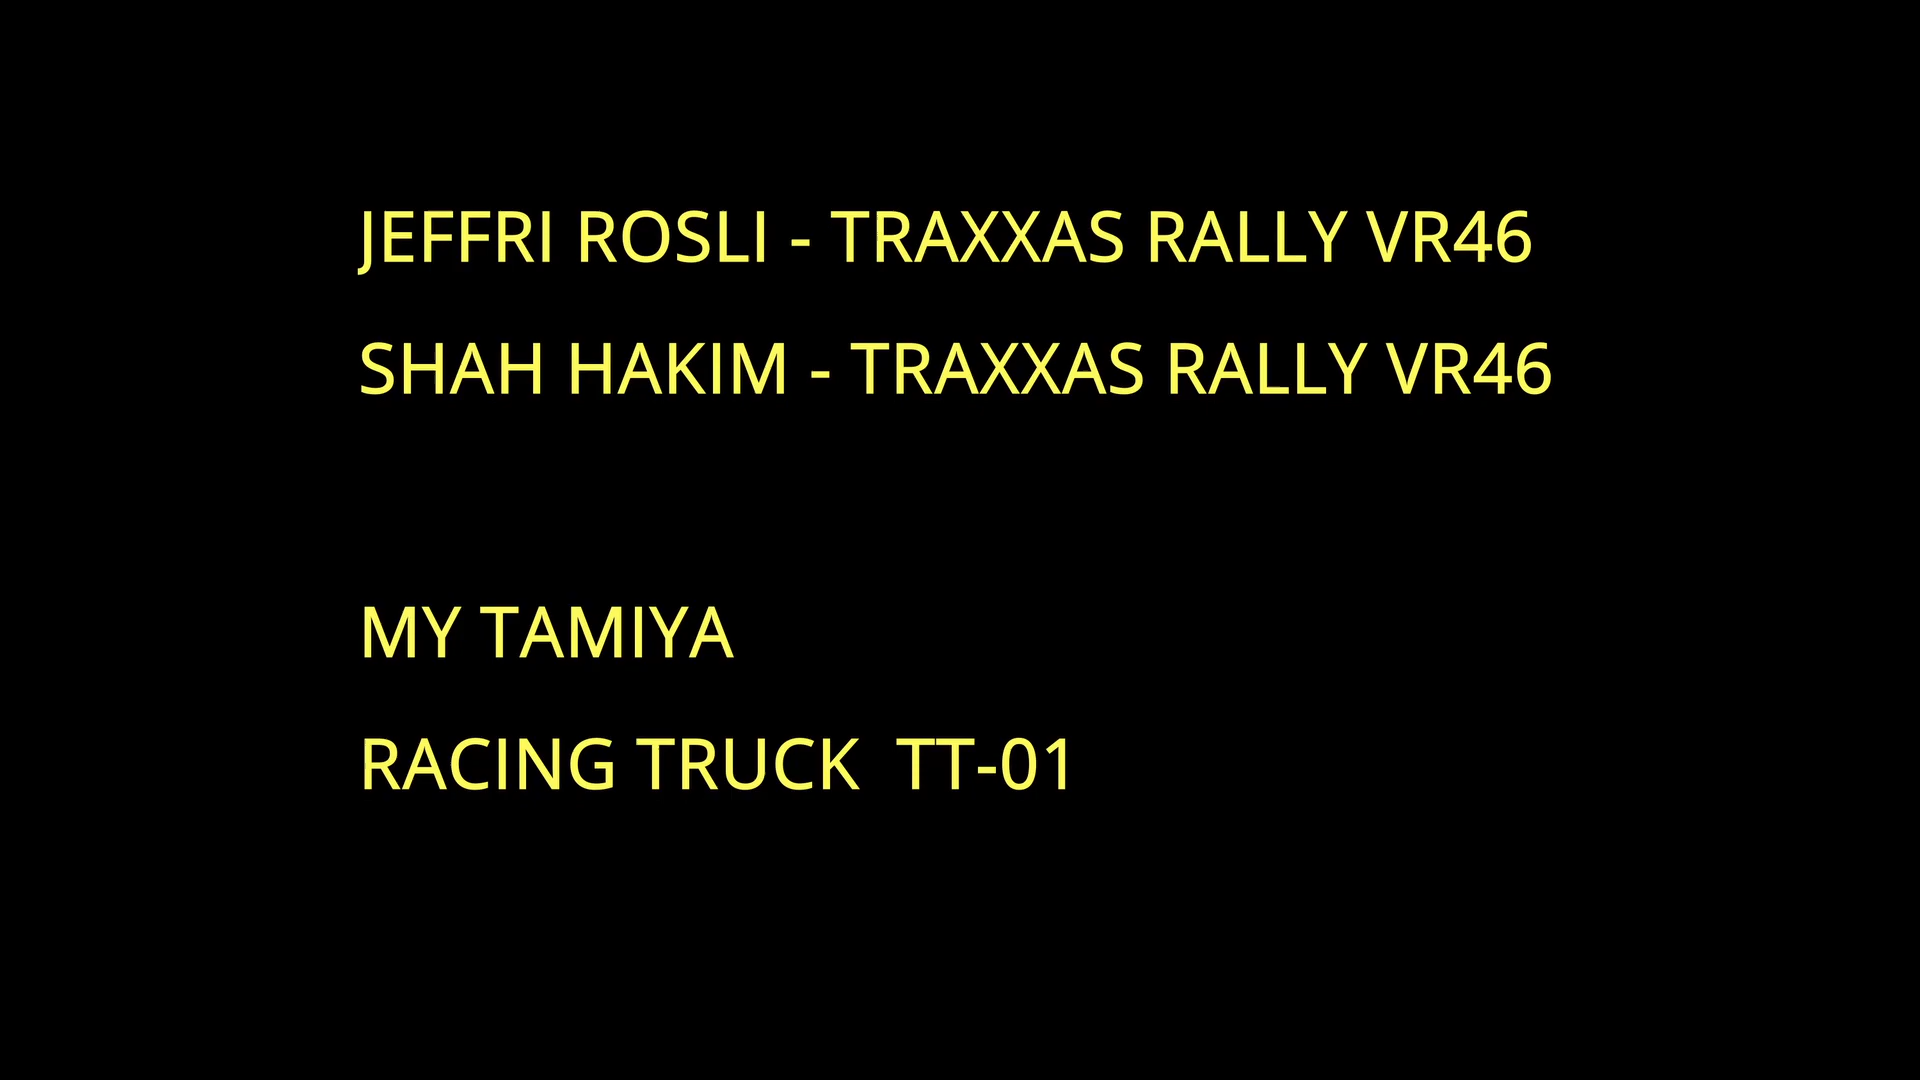 JEFFRI ROSLI - TRAXXAS RALLY VR46
SHAH HAKIM - TRAXXAS RALLY VR46
MY TAMIYA
RACING TRUCK  TT-01